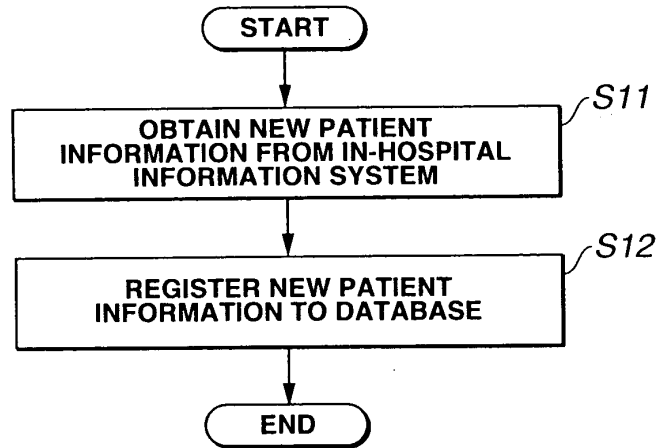 START
S11
OBTAIN NEW PATIENT
INFORMATION FROM IN-HOSPITAL
INFORMATION SYSTEM
S12
REGISTER NEW PATIENT
INFORMATION TO DATABASE
END